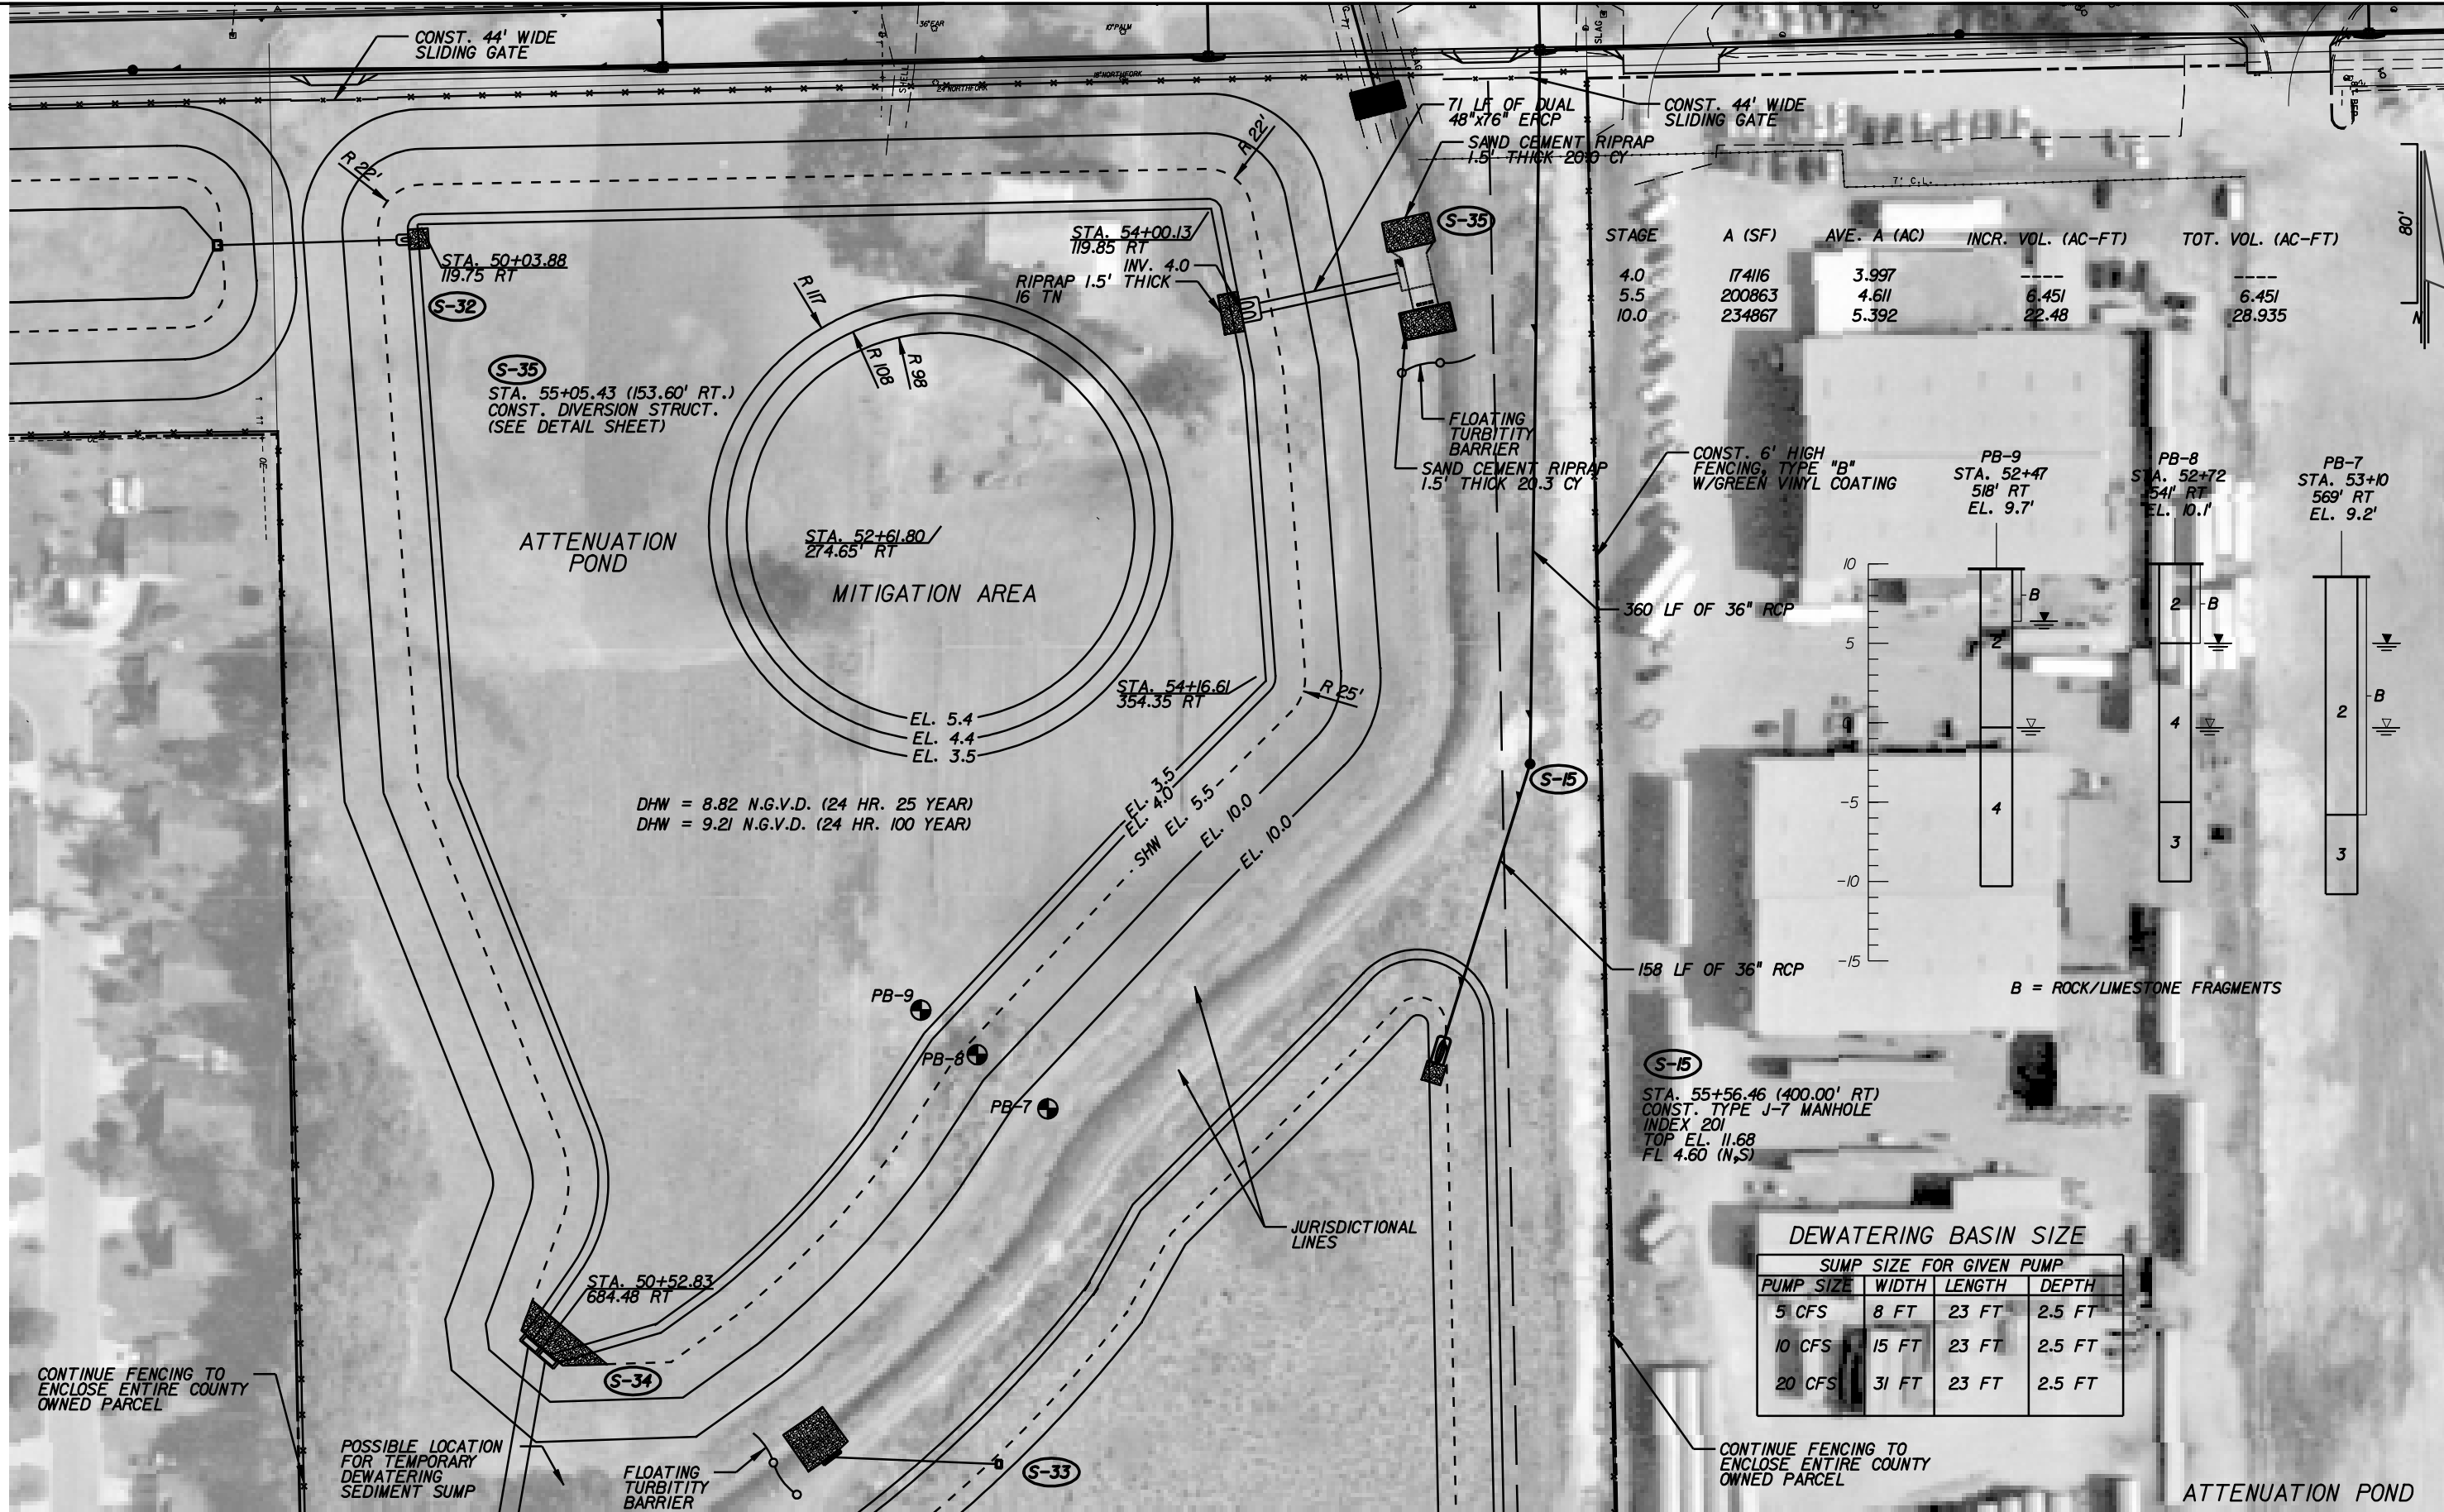 CONST. 44' WIDE
SLIDING GATE
36"EAR
10"PALM
SHELL
24"NORTHFORK
18"NORTHFORK
SLAG
SLAG
R 22'
R 22'
71 LF OF DUAL
48"x76" ERCP
CONST. 44' WIDE
SLIDING GATE
SAND CEMENT RIPRAP
1.5' THICK 20.0 CY
7' C.L.
80'
N
S-35
STA. 54+00.13
119.85 RT
INV. 4.0
RIPRAP 1.5' THICK
16 TN
STA. 50+03.88
119.75 RT
S-32
STAGE A (SF) AVE. A (AC) INCR. VOL. (AC-FT) TOT. VOL. (AC-FT)
4.0 174116 3.997 ---- ----
5.5 200863 4.611 6.451 6.451
10.0 234867 5.392 22.48 28.935
R 117
R 108
R 98
S-35
STA. 55+05.43 (153.60' RT.)
CONST. DIVERSION STRUCT.
(SEE DETAIL SHEET)
FLOATING
TURBITITY
BARRIER
SAND CEMENT RIPRAP
1.5' THICK 20.3 CY
CONST. 6' HIGH
FENCING, TYPE "B"
W/GREEN VINYL COATING
PB-9
STA. 52+47
518' RT
EL. 9.7'
PB-8
STA. 52+72
541' RT
EL. 10.1'
PB-7
STA. 53+10
569' RT
EL. 9.2'
OE
ATTENUATION
POND
STA. 52+61.80
274.65' RT
MITIGATION AREA
10
5
0
-5
-10
-15
B
2
4
2
B
4
3
2
B
3
360 LF OF 36" RCP
STA. 54+16.61
354.35 RT
R 25'
EL. 5.4
EL. 4.4
EL. 3.5
S-15
EL. 3.5
EL. 4.0
SHW EL. 5.5
EL. 10.0
EL. 10.0
DHW = 8.82 N.G.V.D. (24 HR. 25 YEAR)
DHW = 9.21 N.G.V.D. (24 HR. 100 YEAR)
158 LF OF 36" RCP
B = ROCK/LIMESTONE FRAGMENTS
PB-9
PB-8
PB-7
S-15
STA. 55+56.46 (400.00' RT)
CONST. TYPE J-7 MANHOLE
INDEX 201
TOP EL. 11.68
FL 4.60 (N,S)
JURISDICTIONAL
LINES
DEWATERING BASIN SIZE
SUMP SIZE FOR GIVEN PUMP
PUMP SIZE WIDTH LENGTH DEPTH
5 CFS 8 FT 23 FT 2.5 FT
10 CFS 15 FT 23 FT 2.5 FT
20 CFS 31 FT 23 FT 2.5 FT
STA. 50+52.83
684.48 RT
S-34
CONTINUE FENCING TO
ENCLOSE ENTIRE COUNTY
OWNED PARCEL
POSSIBLE LOCATION
FOR TEMPORARY
DEWATERING
SEDIMENT SUMP
FLOATING
TURBITITY
BARRIER
S-33
CONTINUE FENCING TO
ENCLOSE ENTIRE COUNTY
OWNED PARCEL
ATTENUATION POND